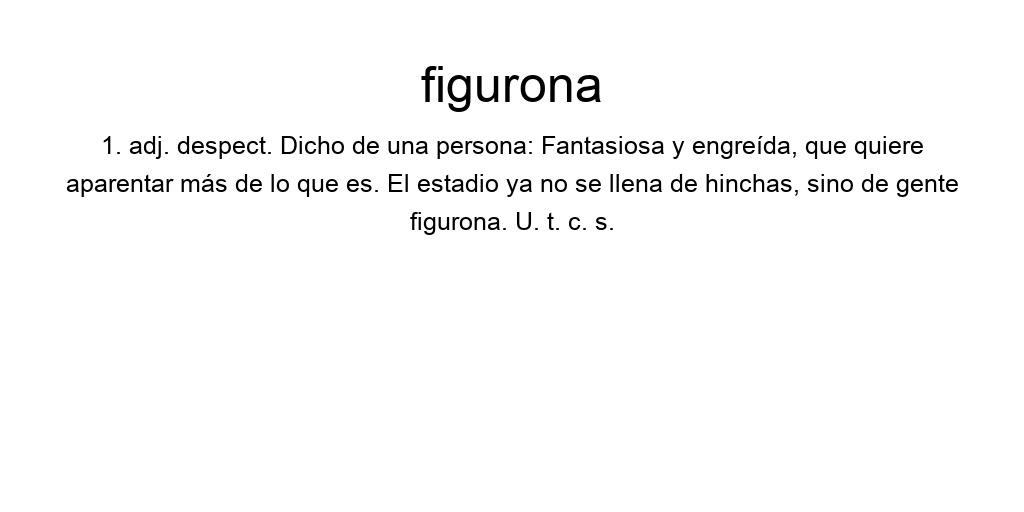 figurona
1. adj. despect. Dicho de una persona: Fantasiosa y engreída, que quiere
aparentar más de lo que es. El estadio ya no se llena de hinchas, sino de gente
figurona. U. t. c. s.